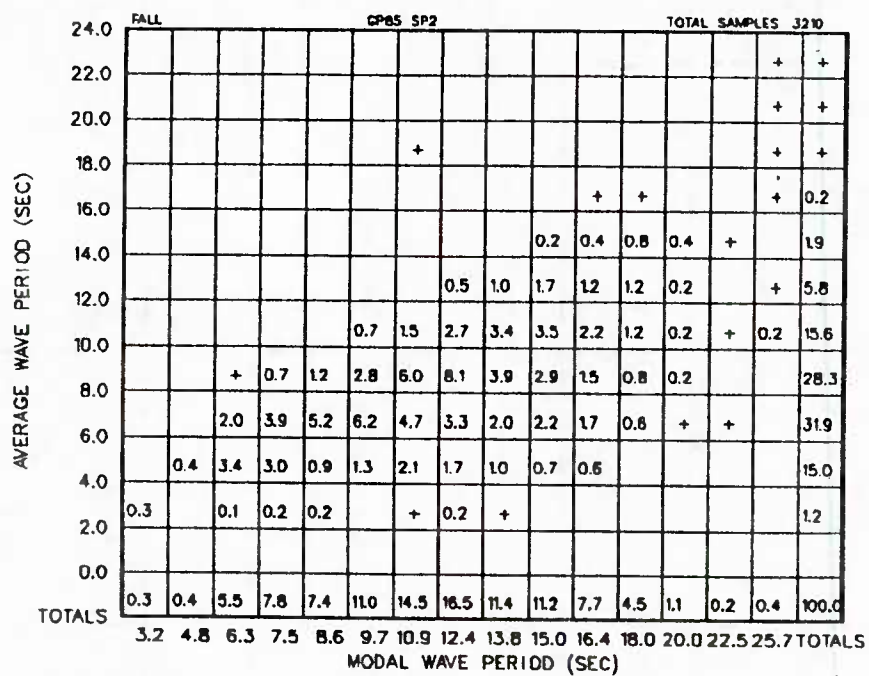 FALL GP85 SP2 TOTAL SAMPLES 3210
24.0
+ +
22.0
+ +
20.0
+ + +
18.0
+ + + 0.2
16.0
0.2 0.4 0.8 0.4 + 1.9
14.0
0.5 1.0 1.7 1.2 1.2 0.2 + 5.8
12.0
0.7 1.5 2.7 3.4 3.5 2.2 1.2 0.2 + 0.2 15.6
10.0
+ 0.7 1.2 2.8 6.0 8.1 3.9 2.9 1.5 0.8 0.2 28.3
8.0
2.0 3.9 5.2 6.2 4.7 3.3 2.0 2.2 1.7 0.6 + + 31.9
6.0
0.4 3.4 3.0 0.9 1.3 2.1 1.7 1.0 0.7 0.6 15.0
4.0
0.3 0.1 0.2 0.2 + 0.2 + 1.2
2.0
0.0
TOTALS 0.3 0.4 5.5 7.8 7.4 11.0 14.5 16.5 11.4 11.2 7.7 4.5 1.1 0.2 0.4 100.0
3.2 4.8 6.3 7.5 8.6 9.7 10.9 12.4 13.8 15.0 16.4 18.0 20.0 22.5 25.7 TOTALS
MODAL WAVE PERIOD (SEC)
AVERAGE WAVE PERIOD (SEC)